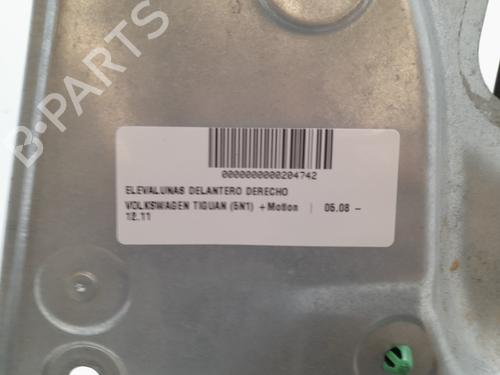 B-PARTS
0000000000204742
ELEVALUNAS DELANTERO DERECHO
VOLKSWAGEN TIGUAN (5N1) +Motion | 05.08 –
12.11